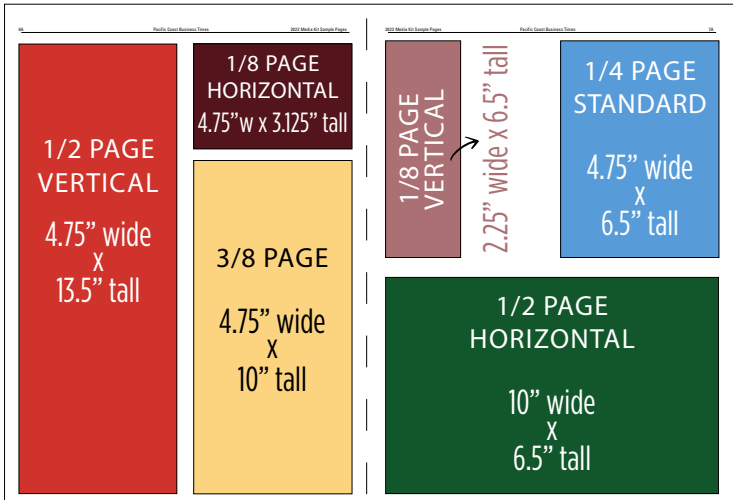 6A
Pacific Coast Business Times
2022 Media Kit Sample Pages
1/2 PAGE
VERTICAL
4.75” wide
x
13.5” tall
1/8 PAGE
HORIZONTAL
4.75”w x 3.125” tall
3/8 PAGE
4.75” wide
x
10” tall
2022 Media Kit Sample Pages
Pacific Coast Business Times
7A
1/8 PAGE
VERTICAL
2.25” wide x 6.5” tall
1/4 PAGE
STANDARD
4.75” wide
x
6.5” tall
1/2 PAGE
HORIZONTAL
10” wide
x
6.5” tall